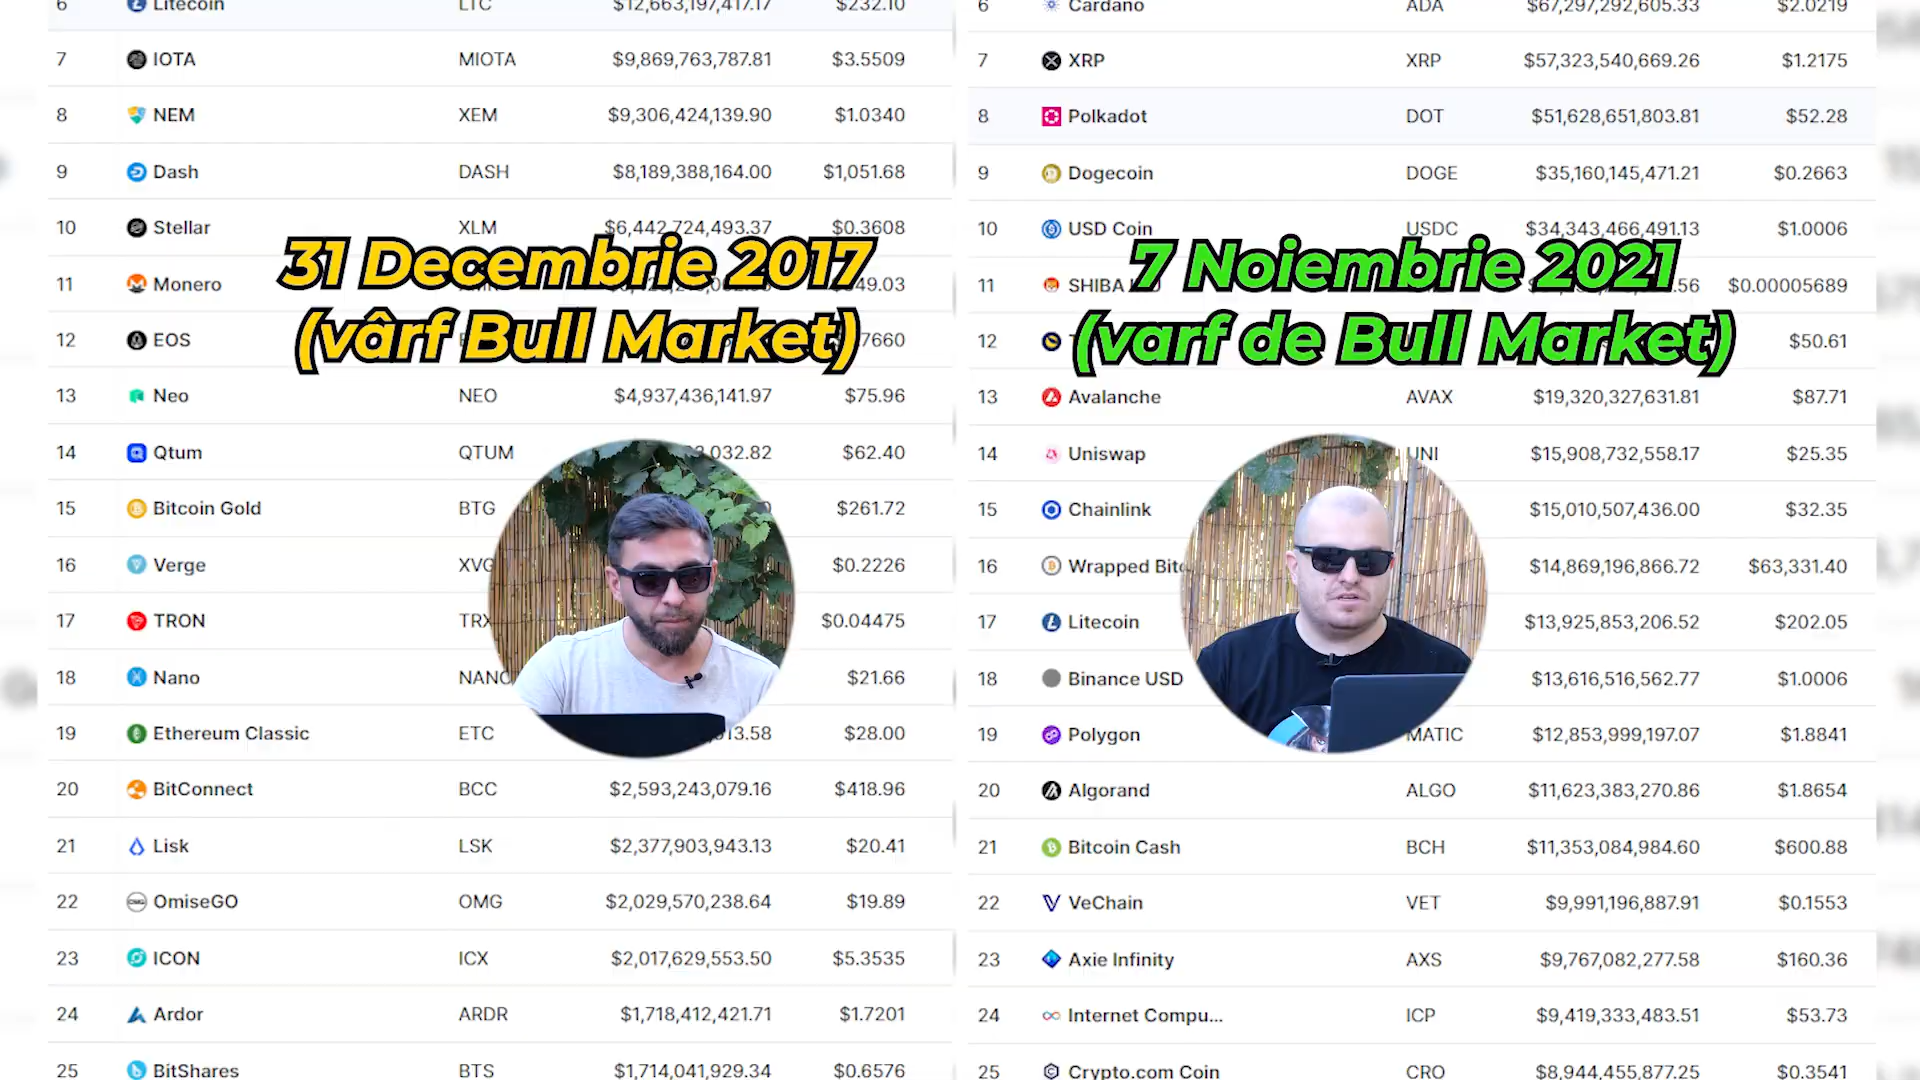 6 Litecoin LTC $12,663,197,417.17 $232.10
7 IOTA MIOTA $9,869,763,787.81 $3.5509
8 NEM XEM $9,306,424,139.90 $1.0340
9 Dash DASH $8,189,388,164.00 $1,051.68
10 Stellar XLM $6,442,724,493.37 $0.3608
31 Decembrie 2017
11 Monero
(vârf Bull Market)
12 EOS
13 Neo NEO $4,937,436,141.97 $75.96
14 Qtum QTUM $62.40
15 Bitcoin Gold BTG $261.72
16 Verge XVG $0.2226
17 TRON TRX $0.04475
18 Nano NANO $21.66
19 Ethereum Classic ETC $28.00
20 BitConnect BCC $2,593,243,079.16 $418.96
21 Lisk LSK $2,377,903,943.13 $20.41
22 OmiseGO OMG $2,029,570,238.64 $19.89
23 ICON ICX $2,017,629,553.50 $5.3535
24 Ardor ARDR $1,718,412,421.71 $1.7201
25 BitShares BTS $1,714,041,929.34 $0.6576
6 Cardano ADA $67,297,292,605.33 $2.0219
7 XRP XRP $57,323,540,669.26 $1.2175
8 Polkadot DOT $51,628,651,803.81 $52.28
9 Dogecoin DOGE $35,160,145,471.21 $0.2663
10 USD Coin USDC $34,343,466,491.13 $1.0006
7 Noiembrie 2021
11 SHIBA $0.00005689
(varf de Bull Market)
12 $50.61
13 Avalanche AVAX $19,320,327,631.81 $87.71
14 Uniswap UNI $15,908,732,558.17 $25.35
15 Chainlink $15,010,507,436.00 $32.35
16 Wrapped $14,869,196,866.72 $63,331.40
17 Litecoin $13,925,853,206.52 $202.05
18 Binance USD $13,616,516,562.77 $1.0006
19 Polygon MATIC $12,853,999,197.07 $1.8841
20 Algorand ALGO $11,623,383,270.86 $1.8654
21 Bitcoin Cash BCH $11,353,084,984.60 $600.88
22 VeChain VET $9,991,196,887.91 $0.1553
23 Axie Infinity AXS $9,767,082,277.58 $160.36
24 Internet Compu... ICP $9,419,333,483.51 $53.73
25 Crypto.com Coin CRO $8,944,455,877.25 $0.3541